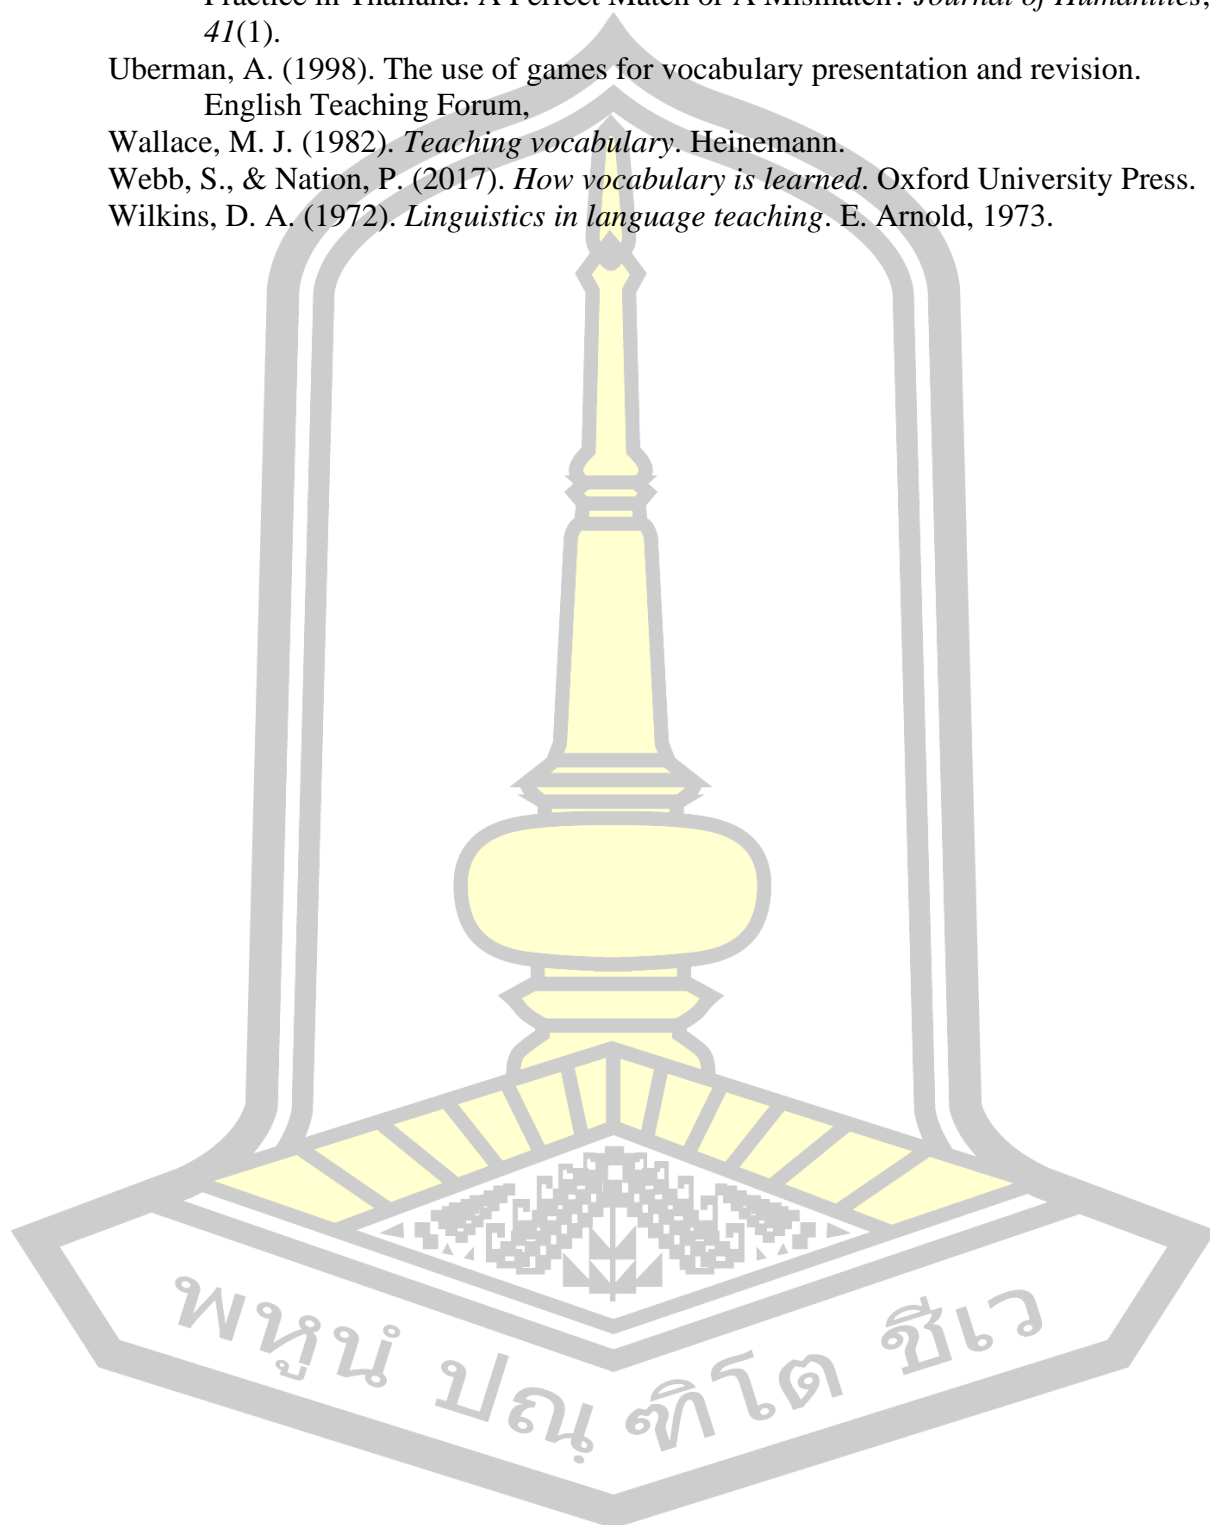 Practice in Thailand: A Perfect Match or A Mismatch? Journal of Humanities,
41(1).
Uberman, A. (1998). The use of games for vocabulary presentation and revision.
English Teaching Forum,
Wallace, M. J. (1982). Teaching vocabulary. Heinemann.
Webb, S., & Nation, P. (2017). How vocabulary is learned. Oxford University Press.
Wilkins, D. A. (1972). Linguistics in language teaching. E. Arnold, 1973.
พหูนํ ปณฺ ฑิโต ชีเว